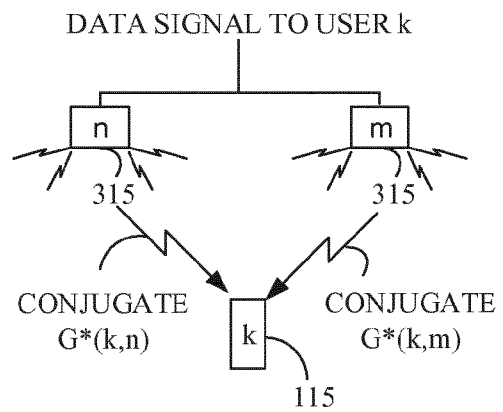 DATA SIGNAL TO USER k
n
m
315
315
CONJUGATE
G*(k,n)
k
CONJUGATE
G*(k,m)
115